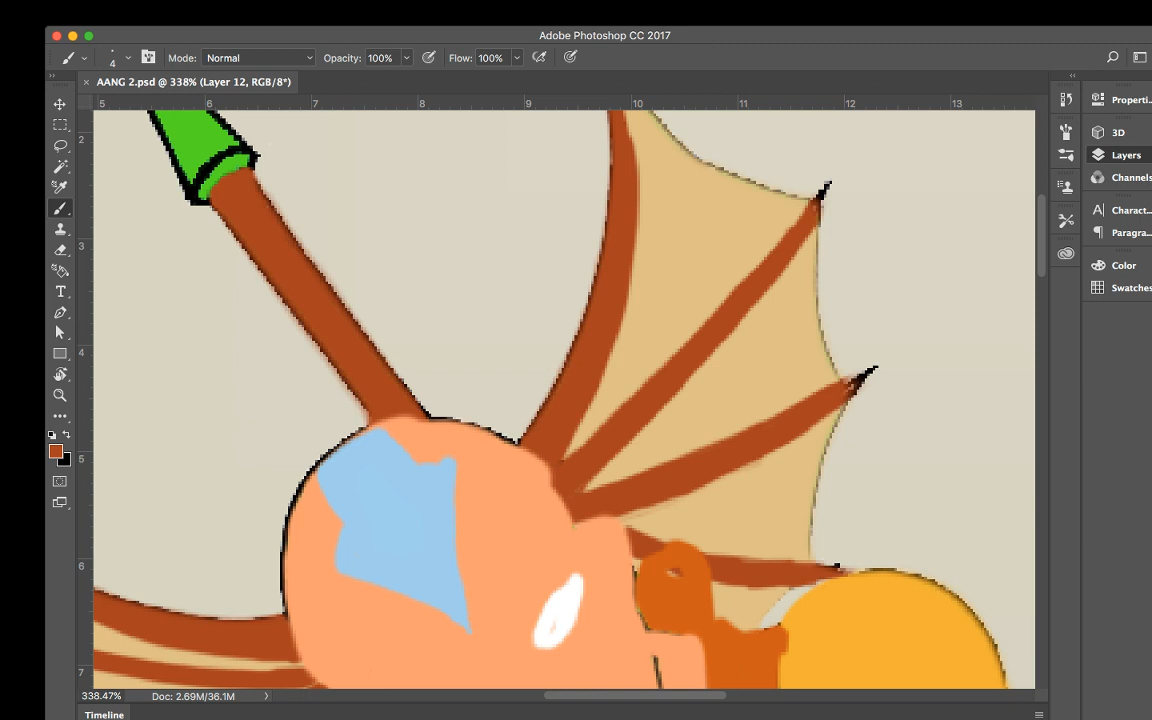 Adobe Photoshop CC 2017
4 Mode: Normal Opacity: 100% Flow: 100%
AANG 2.psd @ 338% (Layer 12, RGB/8*)
5 6 7 8 9 10 11 12 13
2
3
4
5
6
7
Properti...
3D
Layers
Channels
Charact...
Paragra...
Color
Swatches
338.47% Doc: 2.69M/36.1M
Timeline